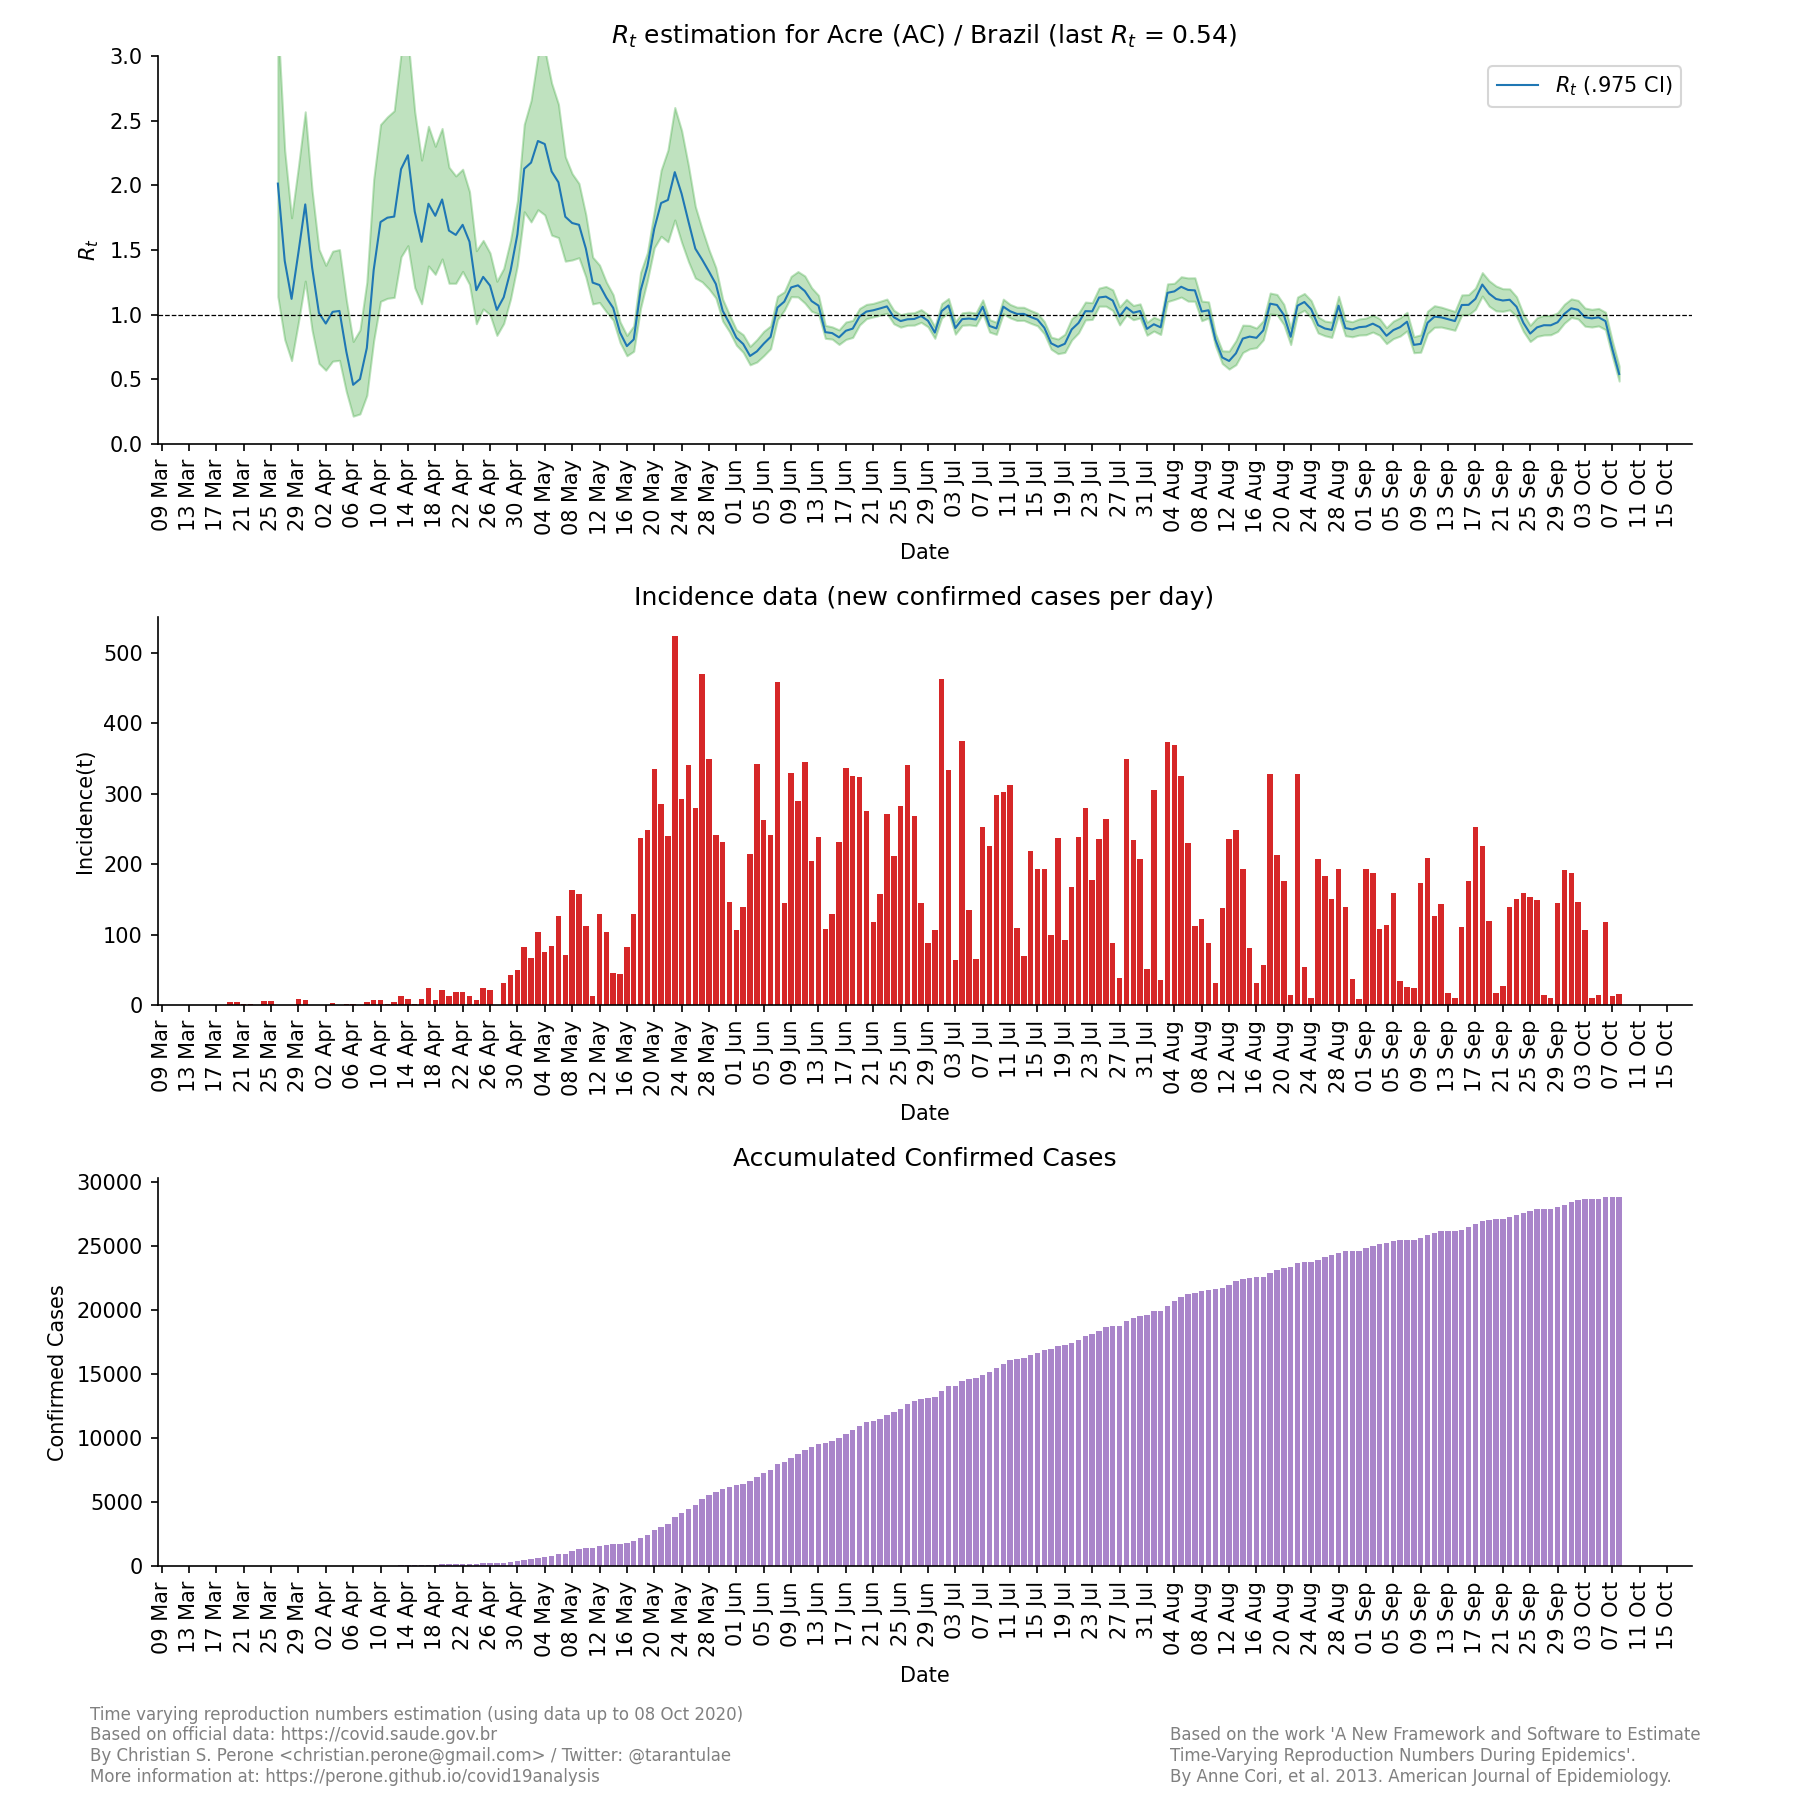 Rt estimation for Acre (AC) / Brazil (last Rt = 0.54)
3.0
2.5
2.0
1.5
1.0
0.5
0.0
Rt
Rt (.975 CI)
09 Mar 13 Mar 17 Mar 21 Mar 25 Mar 29 Mar 02 Apr 06 Apr 10 Apr 14 Apr 18 Apr 22 Apr 26 Apr 30 Apr 04 May 08 May 12 May 16 May 20 May 24 May 28 May 01 Jun 05 Jun 09 Jun 13 Jun 17 Jun 21 Jun 25 Jun 29 Jun 03 Jul 07 Jul 11 Jul 15 Jul 19 Jul 23 Jul 27 Jul 31 Jul 04 Aug 08 Aug 12 Aug 16 Aug 20 Aug 24 Aug 28 Aug 01 Sep 05 Sep 09 Sep 13 Sep 17 Sep 21 Sep 25 Sep 29 Sep 03 Oct 07 Oct 11 Oct 15 Oct
Date
Incidence data (new confirmed cases per day)
500
400
300
200
100
0
Incidence(t)
09 Mar 13 Mar 17 Mar 21 Mar 25 Mar 29 Mar 02 Apr 06 Apr 10 Apr 14 Apr 18 Apr 22 Apr 26 Apr 30 Apr 04 May 08 May 12 May 16 May 20 May 24 May 28 May 01 Jun 05 Jun 09 Jun 13 Jun 17 Jun 21 Jun 25 Jun 29 Jun 03 Jul 07 Jul 11 Jul 15 Jul 19 Jul 23 Jul 27 Jul 31 Jul 04 Aug 08 Aug 12 Aug 16 Aug 20 Aug 24 Aug 28 Aug 01 Sep 05 Sep 09 Sep 13 Sep 17 Sep 21 Sep 25 Sep 29 Sep 03 Oct 07 Oct 11 Oct 15 Oct
Date
Accumulated Confirmed Cases
30000
25000
20000
15000
10000
5000
0
Confirmed Cases
09 Mar 13 Mar 17 Mar 21 Mar 25 Mar 29 Mar 02 Apr 06 Apr 10 Apr 14 Apr 18 Apr 22 Apr 26 Apr 30 Apr 04 May 08 May 12 May 16 May 20 May 24 May 28 May 01 Jun 05 Jun 09 Jun 13 Jun 17 Jun 21 Jun 25 Jun 29 Jun 03 Jul 07 Jul 11 Jul 15 Jul 19 Jul 23 Jul 27 Jul 31 Jul 04 Aug 08 Aug 12 Aug 16 Aug 20 Aug 24 Aug 28 Aug 01 Sep 05 Sep 09 Sep 13 Sep 17 Sep 21 Sep 25 Sep 29 Sep 03 Oct 07 Oct 11 Oct 15 Oct
Date
Time varying reproduction numbers estimation (using data up to 08 Oct 2020)
Based on official data: https://covid.saude.gov.br
By Christian S. Perone <christian.perone@gmail.com> / Twitter: @tarantulae
More information at: https://perone.github.io/covid19analysis
Based on the work 'A New Framework and Software to Estimate
Time-Varying Reproduction Numbers During Epidemics'.
By Anne Cori, et al. 2013. American Journal of Epidemiology.